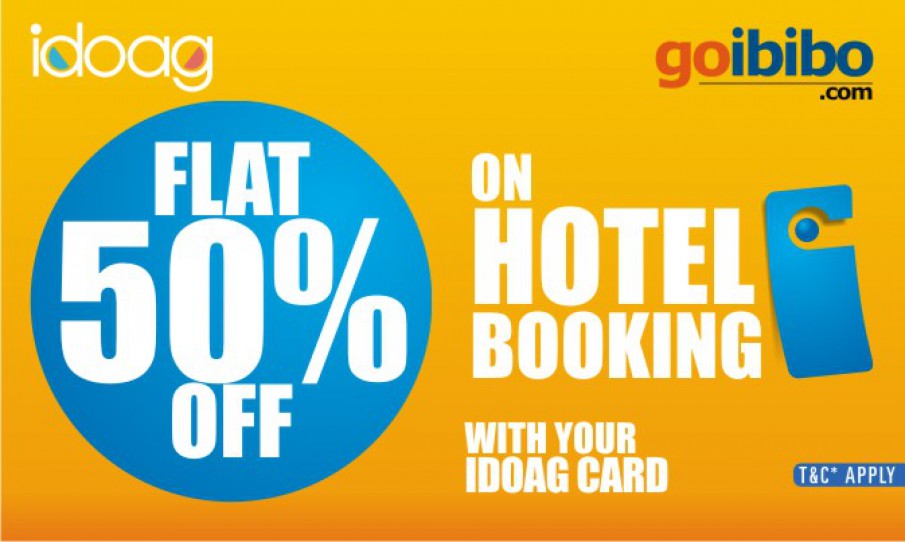 idoag
goibibo
.com
FLAT
50%
OFF
ON
HOTEL
BOOKING
WITH YOUR
IDOAG CARD
T&C* APPLY